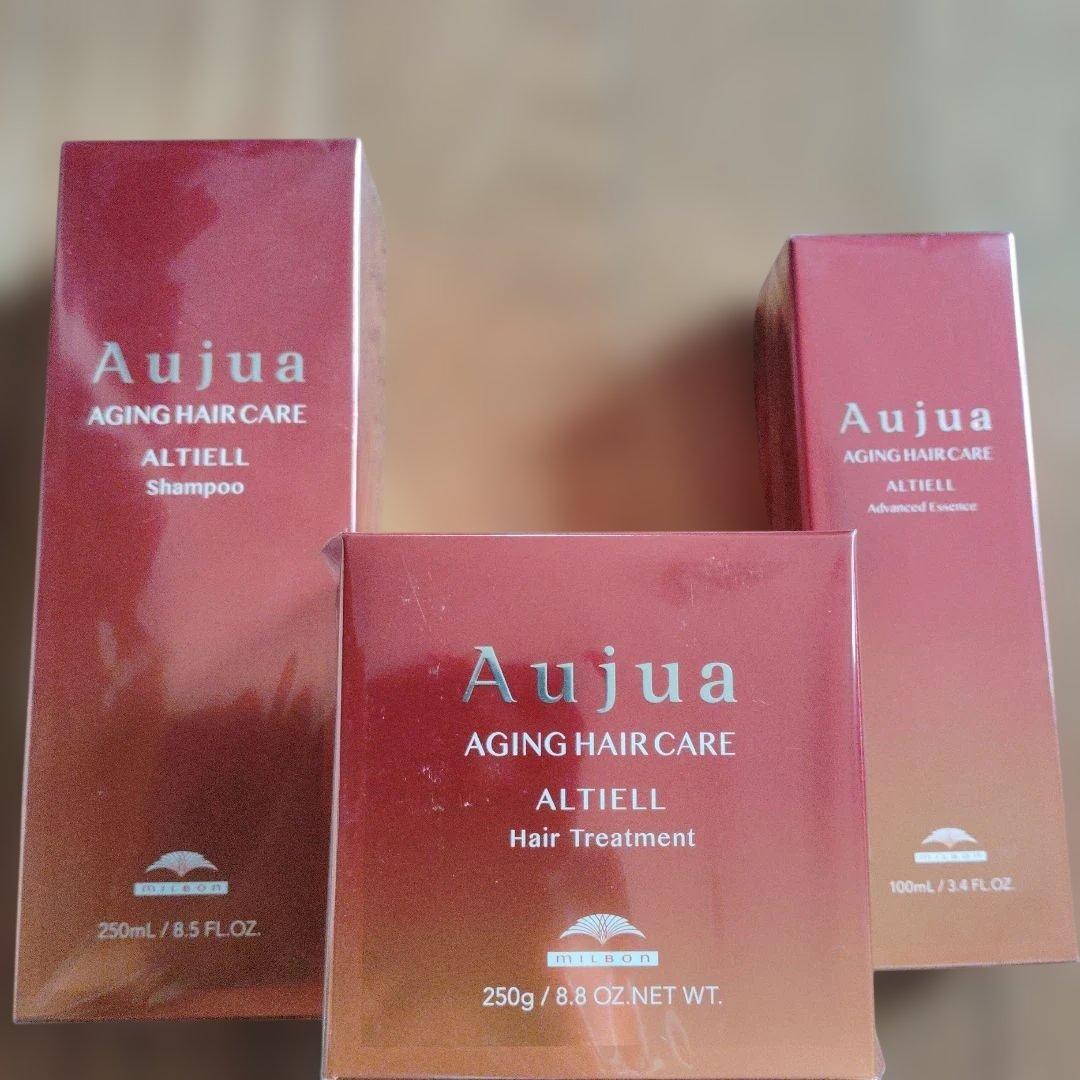 Aujua
AGING HAIR CARE
ALTIELL
Shampoo
MILBON
250mL / 8.5 FL.OZ.
Aujua
AGING HAIR CARE
ALTIELL
Hair Treatment
MILBON
250g / 8.8 OZ.NET WT.
Aujua
AGING HAIR CARE
ALTIELL
Advanced Essence
MILBON
100mL / 3.4 FL.OZ.